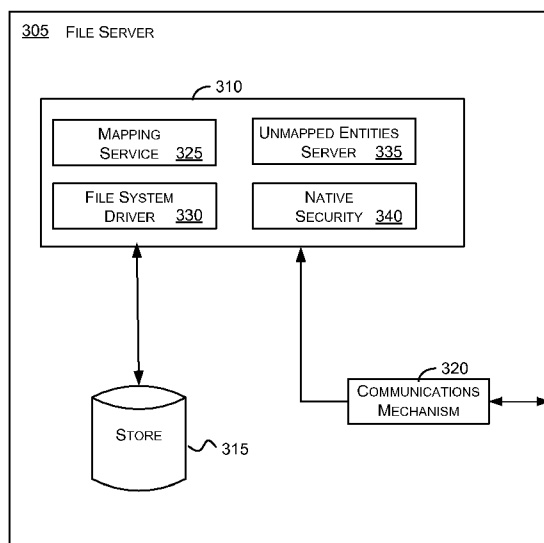 305 FILE SERVER
310
MAPPING
SERVICE 325
UNMAPPED ENTITIES
SERVER 335
FILE SYSTEM
DRIVER 330
NATIVE
SECURITY 340
320
COMMUNICATIONS
MECHANISM
STORE
315